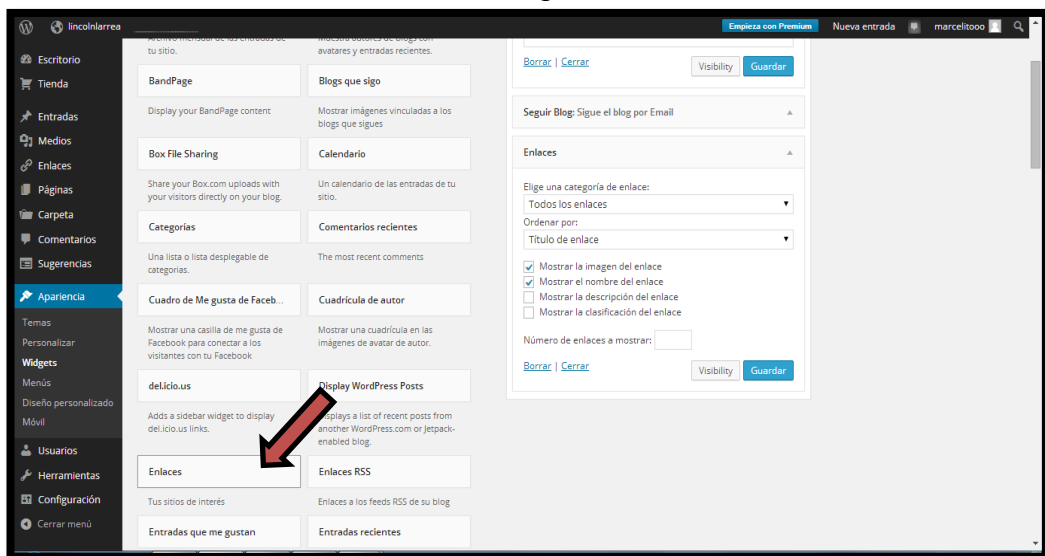 lincolnlarrea
Empieza con Premium
Nueva entrada
marcelitooo
Escritorio
Tienda
Entradas
Medios
Enlaces
Páginas
Carpeta
Comentarios
Sugerencias
Apariencia
Temas
Personalizar
Widgets
Menús
Diseño personalizado
Móvil
Usuarios
Herramientas
Configuración
Cerrar menú
Archivo mensual de las entradas de
tu sitio.
Muestra autores de blogs con
avatares y entradas recientes.
BandPage
Display your BandPage content
Blogs que sigo
Mostrar imágenes vinculadas a los
blogs que sigues
Box File Sharing
Share your Box.com uploads with
your visitors directly on your blog.
Calendario
Un calendario de las entradas de tu
sitio.
Categorías
Una lista o lista desplegable de
categorías.
Comentarios recientes
The most recent comments
Cuadro de Me gusta de Faceb...
Mostrar una casilla de me gusta de
Facebook para conectar a los
visitantes con tu Facebook
Cuadrícula de autor
Mostrar una cuadrícula en las
imágenes de avatar de autor.
del.icio.us
Adds a sidebar widget to display
del.icio.us links.
Display WordPress Posts
Displays a list of recent posts from
another WordPress.com or Jetpack-
enabled blog.
Enlaces
Tus sitios de interés
Enlaces RSS
Enlaces a los feeds RSS de su blog
Entradas que me gustan
Entradas recientes
Borrar | Cerrar
Visibility
Guardar
Seguir Blog: Sigue el blog por Email
Enlaces
Elige una categoría de enlace:
Todos los enlaces
Ordenar por:
Título de enlace
Mostrar la imagen del enlace
Mostrar el nombre del enlace
Mostrar la descripción del enlace
Mostrar la clasificación del enlace
Número de enlaces a mostrar:
Borrar | Cerrar
Visibility
Guardar